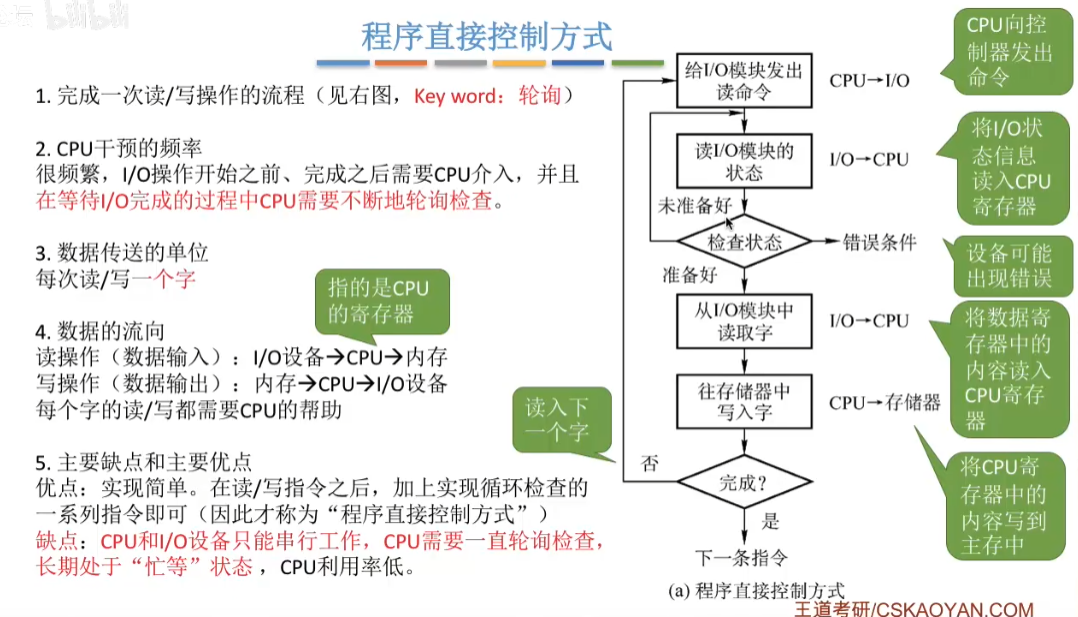 bilibili
程序直接控制方式
1. 完成一次读/写操作的流程（见右图，Key word：轮询）
2. CPU干预的频率
很频繁，I/O操作开始之前、完成之后需要CPU介入，并且
在等待I/O完成的过程中CPU需要不断地轮询检查。
3. 数据传送的单位
每次读/写一个字
指的是CPU
的寄存器
4. 数据的流向
读操作（数据输入）：I/O设备→CPU→内存
写操作（数据输出）：内存→CPU→I/O设备
每个字的读/写都需要CPU的帮助
5. 主要缺点和主要优点
优点：实现简单。在读/写指令之后，加上实现循环检查的
一系列指令即可（因此才称为“程序直接控制方式”）
缺点：CPU和I/O设备只能串行工作，CPU需要一直轮询检查，
长期处于“忙等”状态，CPU利用率低。
给I/O模块发出
读命令
CPU→I/O
CPU向控
制器发出
命令
读I/O模块的
状态
I/O→CPU
将I/O状
态信息
读入CPU
寄存器
未准备好
检查状态
错误条件
设备可能
出现错误
准备好
从I/O模块中
读取字
I/O→CPU
将数据寄
存器中的
内容读入
CPU寄存
器
往存储器中
写入字
CPU→存储器
将CPU寄
存器中的
内容写到
主存中
读入下
一个字
否
完成？
是
下一条指令
(a) 程序直接控制方式
王道考研/CSKAOYAN.COM